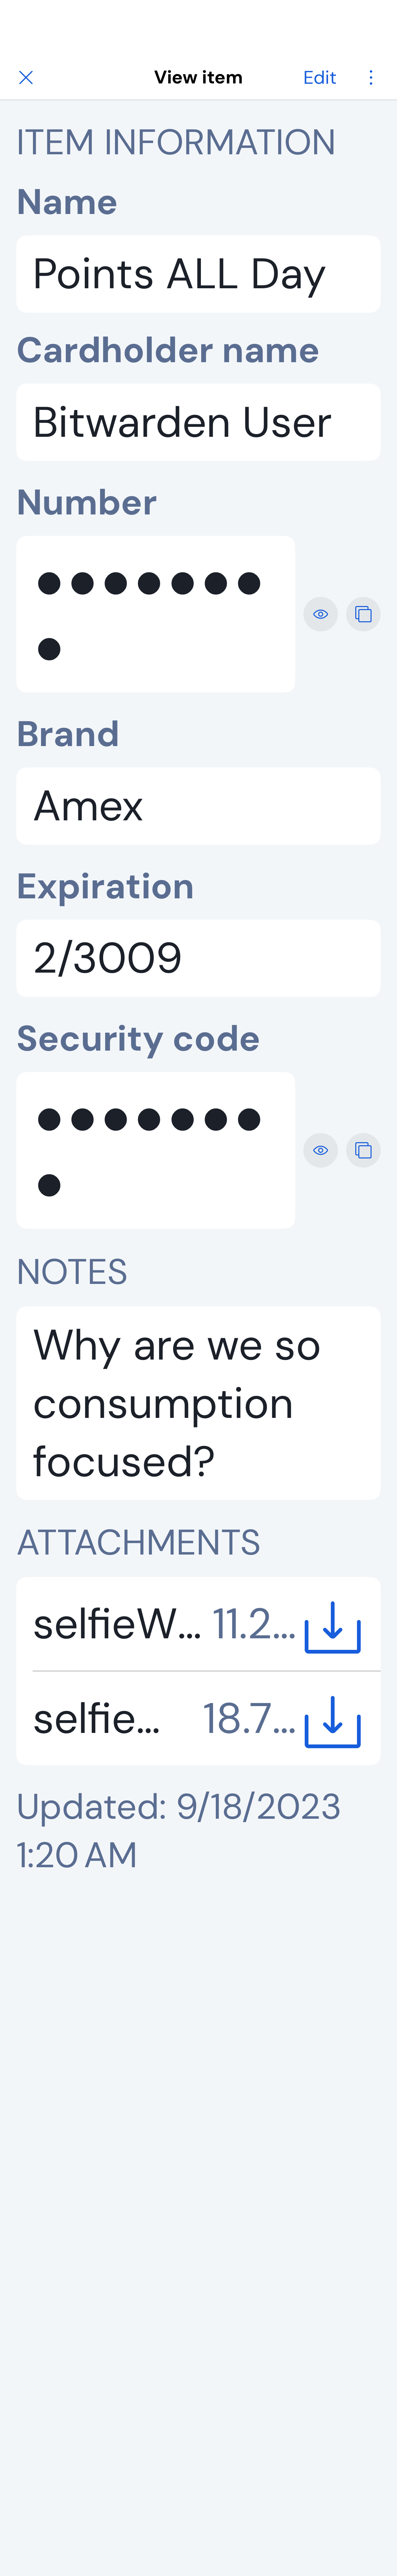 View item
Edit
ITEM INFORMATION
Name
Points ALL Day
Cardholder name
Bitwarden User
Number
●●●●●●●
●
Brand
Amex
Expiration
2/3009
Security code
●●●●●●●
●
NOTES
Why are we so
consumption
focused?
ATTACHMENTS
selfieW... 11.2...
selfie... 18.7...
Updated: 9/18/2023
1:20 AM